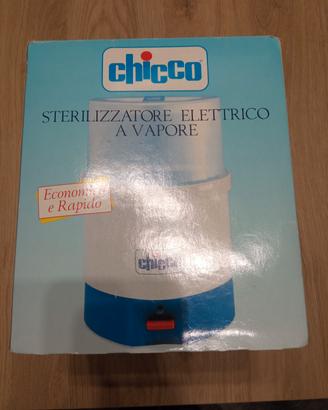 chicco
STERILIZZATORE ELETTRICO
A VAPORE
Economico
e Rapido
chicco